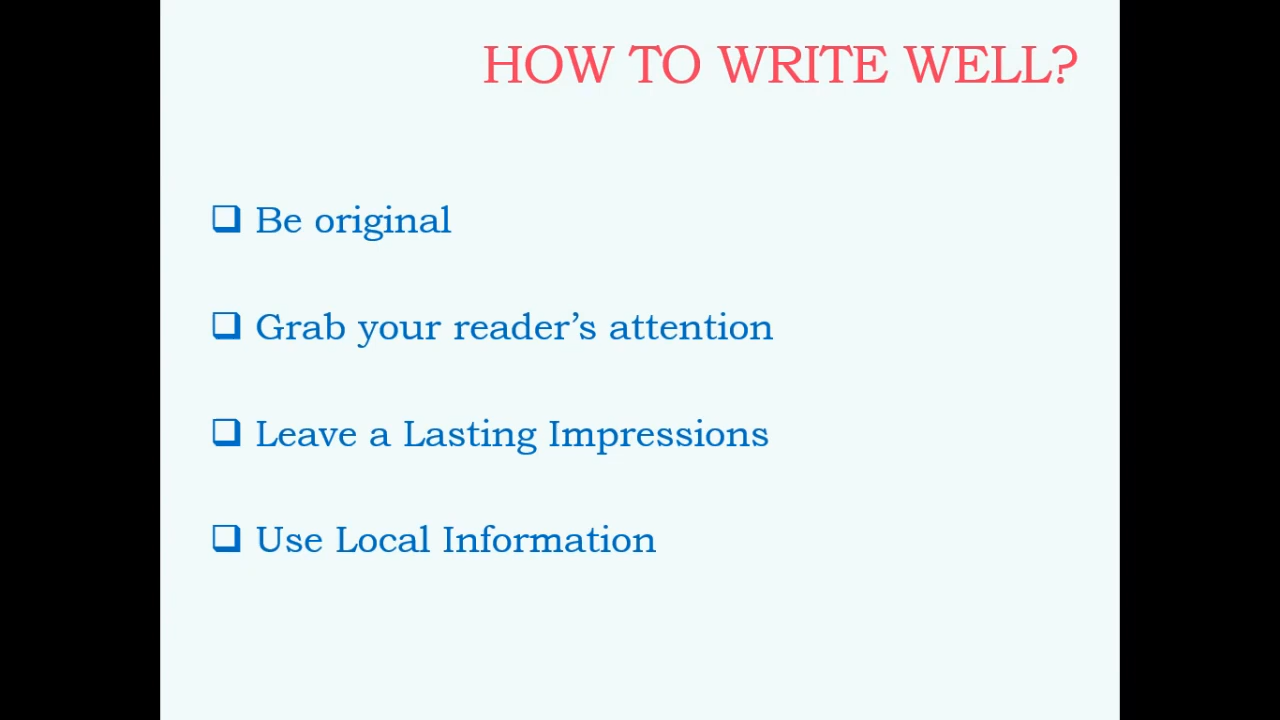 HOW TO WRITE WELL?
❑ Be original
❑ Grab your reader’s attention
❑ Leave a Lasting Impressions
❑ Use Local Information